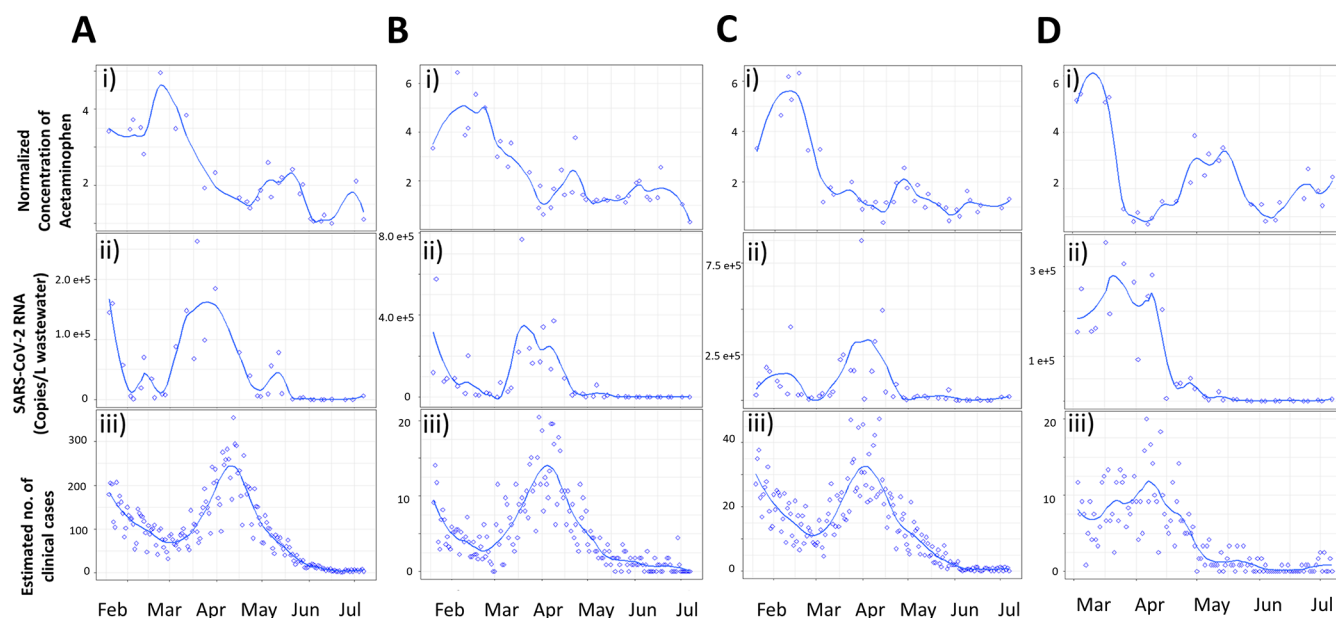 A B C D
i) i) i) i)
Normalized
Concentration of
Acetaminophen
4
2
6
4
2
6
4
2
6
4
2
ii) ii) ii) ii)
SARS-CoV-2 RNA
(Copies/L wastewater)
2.0 e+5
1.0 e+5
0
8.0 e+5
4.0 e+5
0
7.5 e+5
2.5 e+5
3 e+5
1 e+5
iii) iii) iii) iii)
Estimated no. of
clinical cases
300
200
100
0
20
10
0
40
20
0
20
10
0
Feb Mar Apr May Jun Jul
Feb Mar Apr May Jun Jul
Feb Mar Apr May Jun Jul
Mar Apr May Jun Jul